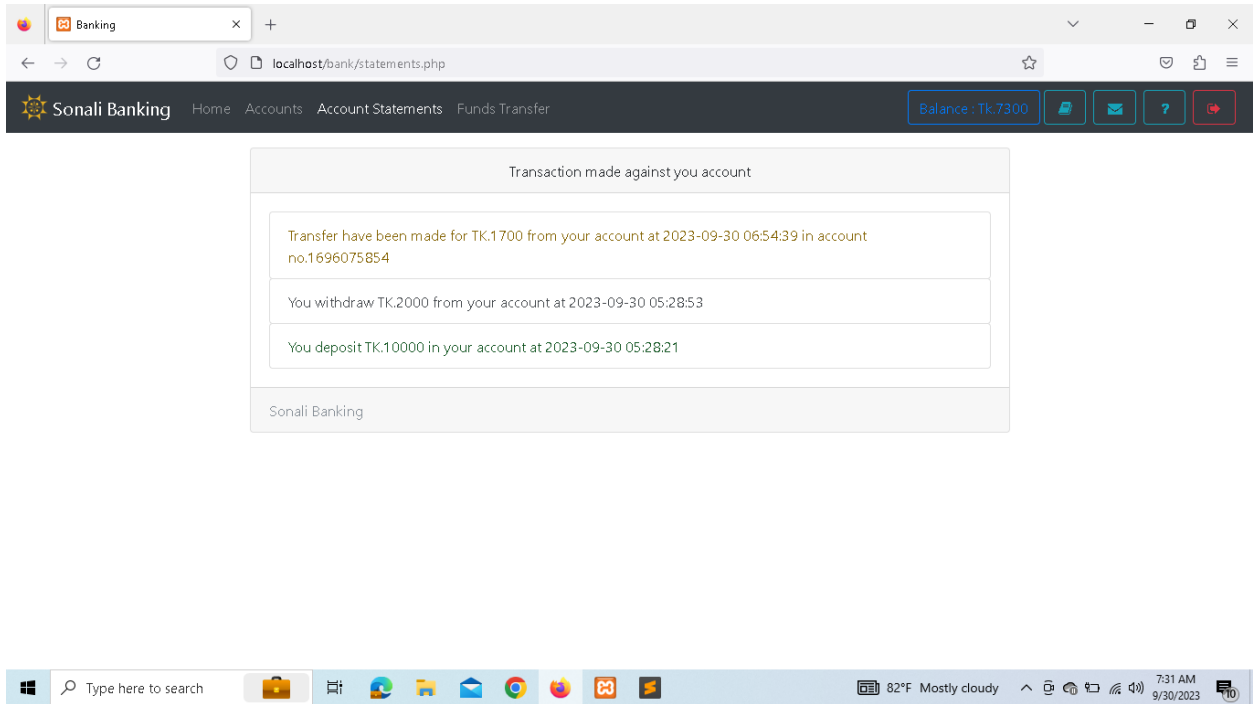 Banking
localhost/bank/statements.php
Sonali Banking Home Accounts Account Statements Funds Transfer Balance : Tk.7300 ?
Transaction made against you account
Transfer have been made for TK.1700 from your account at 2023-09-30 06:54:39 in account
no.1696075854
You withdraw TK.2000 from your account at 2023-09-30 05:28:53
You deposit TK.10000 in your account at 2023-09-30 05:28:21
Sonali Banking
Type here to search
82°F Mostly cloudy
7:31 AM
9/30/2023
10